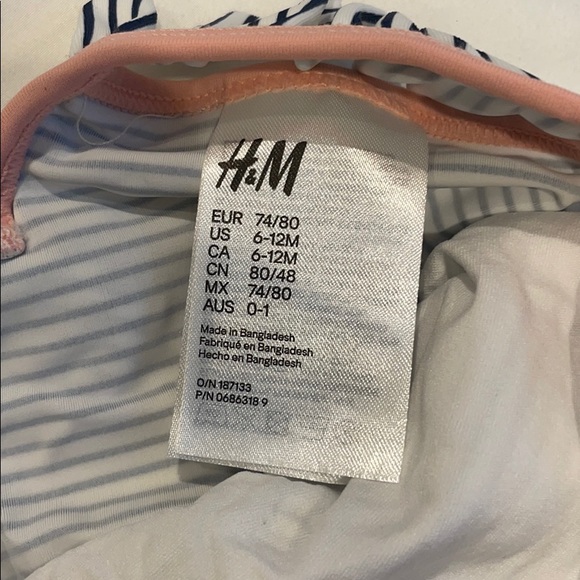 H&M
EUR 74/80
US 6-12M
CA 6-12M
CN 80/48
MX 74/80
AUS 0-1
Made in Bangladesh
Fabriqué en Bangladesh
Hecho en Bangladesh
O/N 187133
P/N 0686318 9